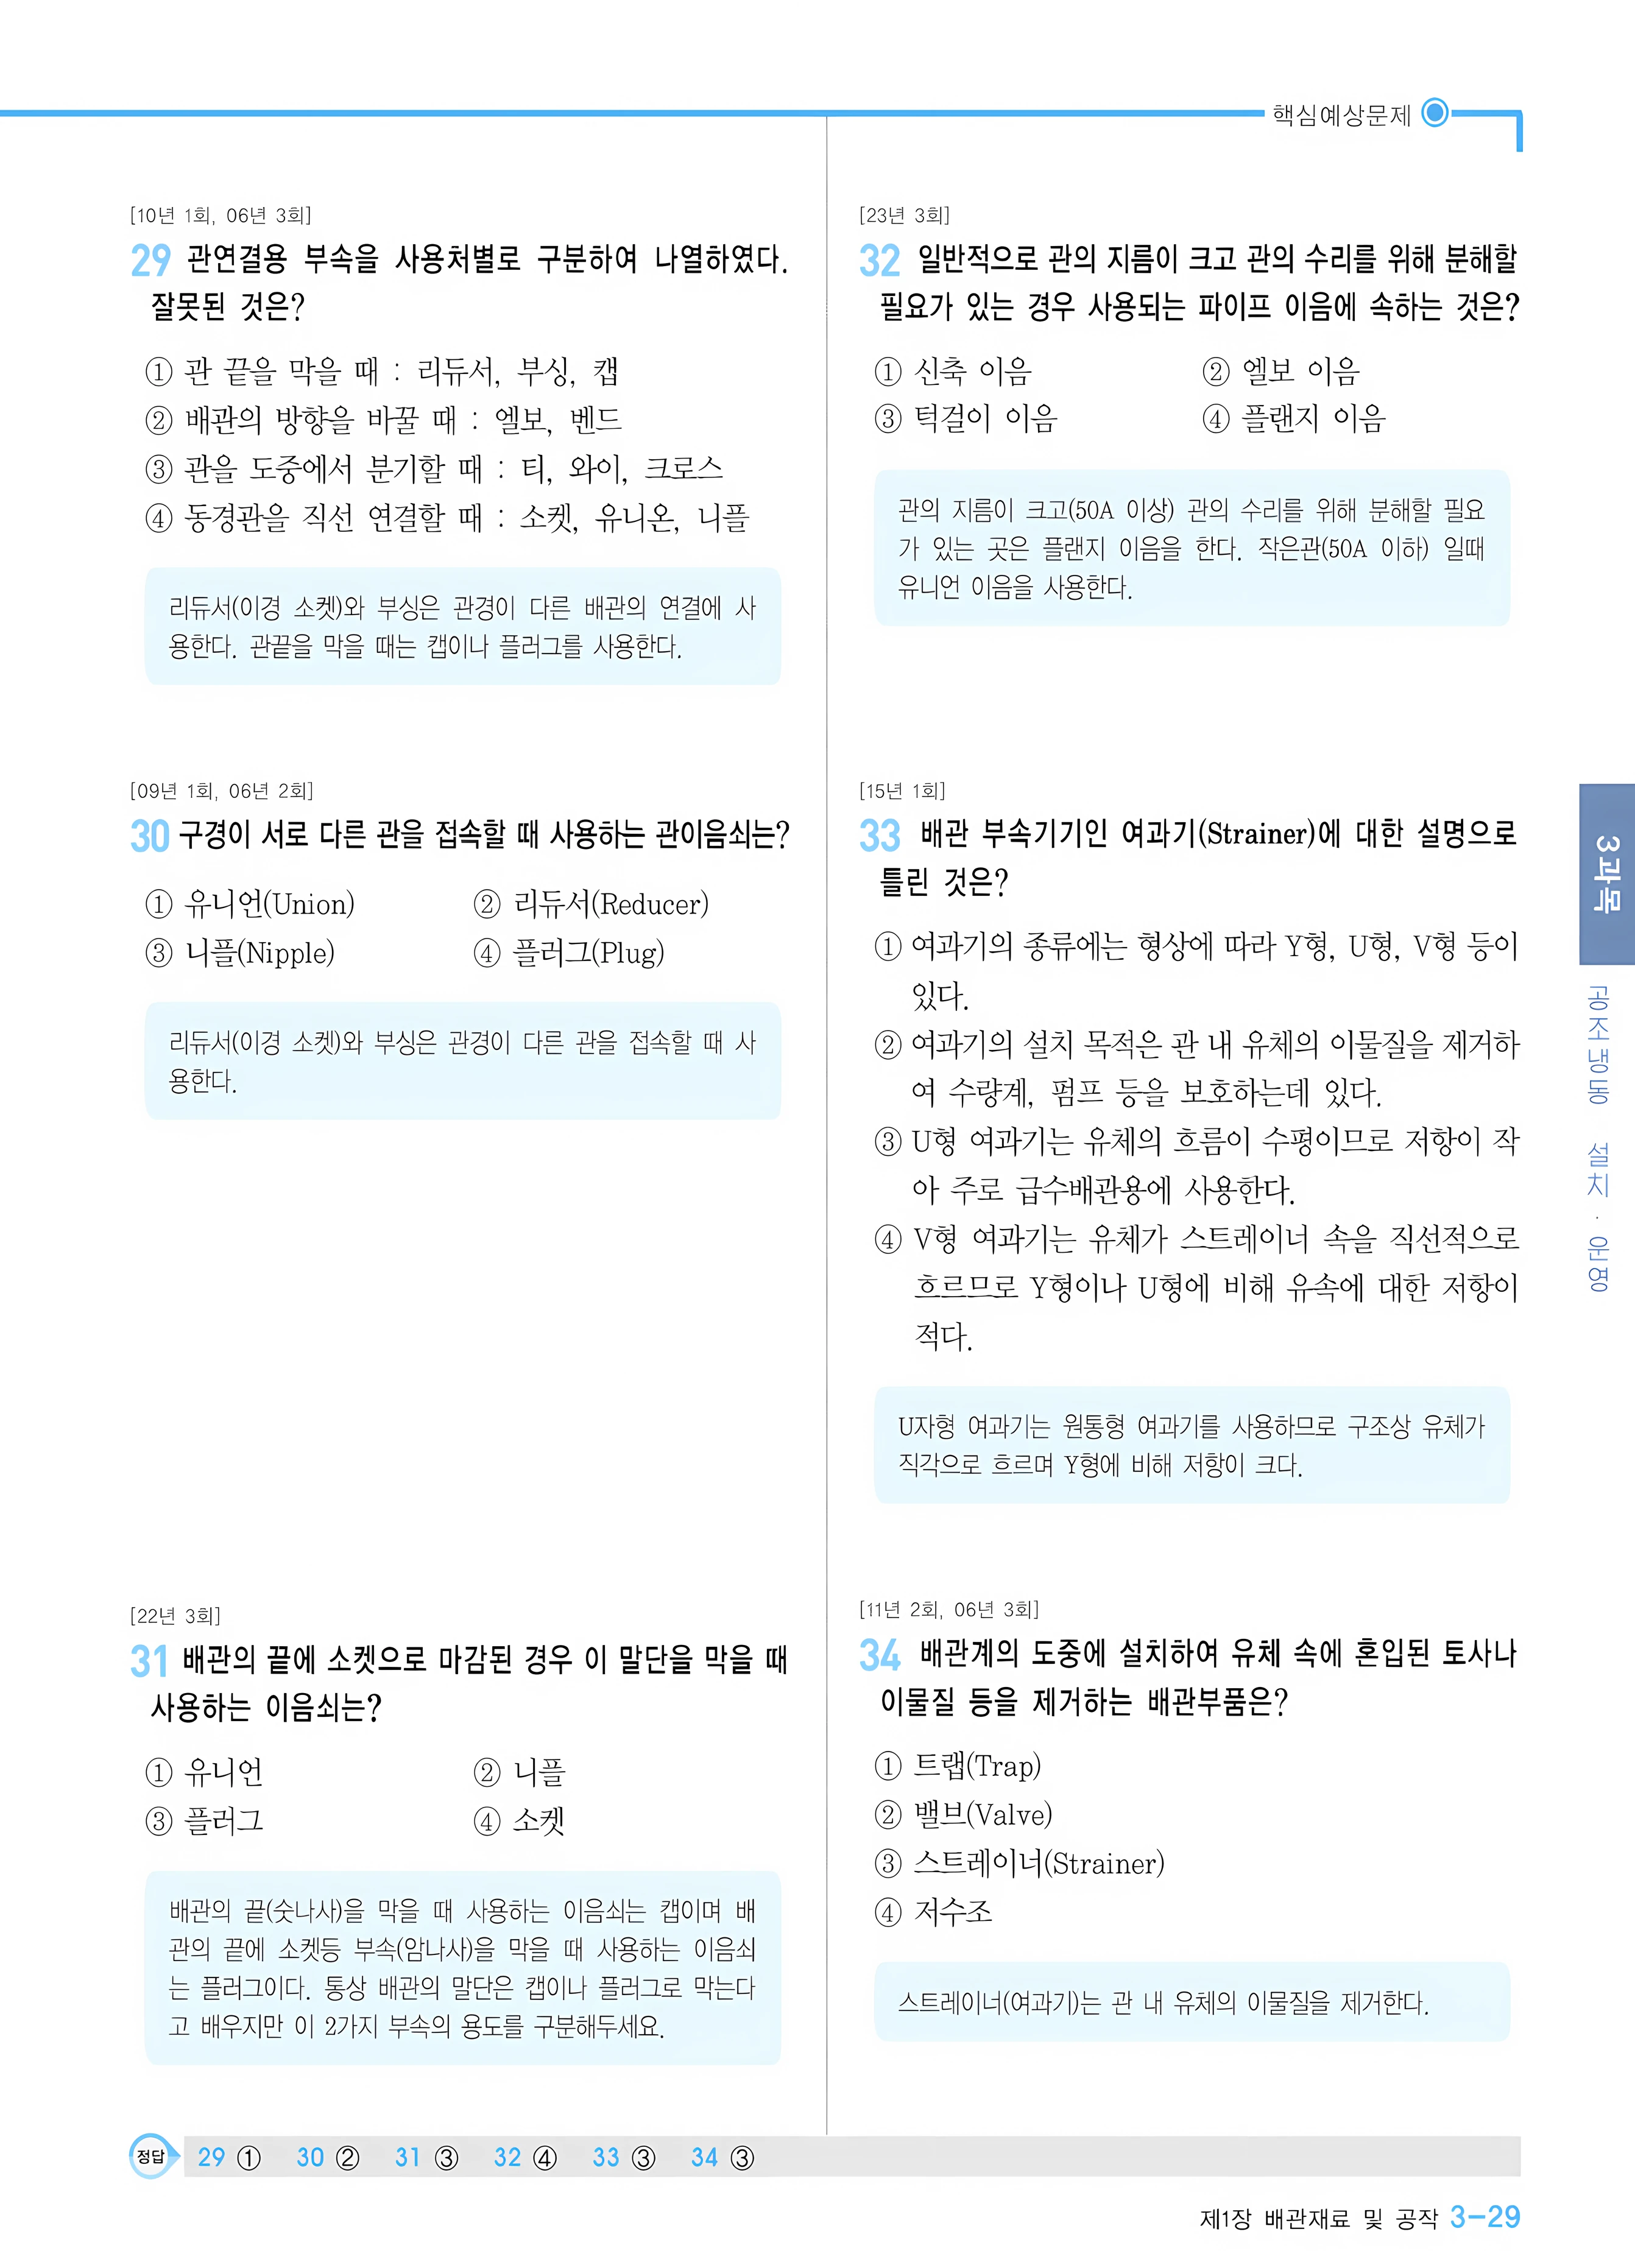 핵심예상문제
[10년 1회, 06년 3회]
29 관연결용 부속을 사용처별로 구분하여 나열하였다.
잘못된 것은?
① 관 끝을 막을 때 : 리듀서, 부싱, 캡
② 배관의 방향을 바꿀 때 : 엘보, 벤드
③ 관을 도중에서 분기할 때 : 티, 와이, 크로스
④ 동경관을 직선 연결할 때 : 소켓, 유니온, 니플
리듀서(이경 소켓)와 부싱은 관경이 다른 배관의 연결에 사
용한다. 관끝을 막을 때는 캡이나 플러그를 사용한다.
[09년 1회, 06년 2회]
30 구경이 서로 다른 관을 접속할 때 사용하는 관이음쇠는?
① 유니언(Union) ② 리듀서(Reducer)
③ 니플(Nipple) ④ 플러그(Plug)
리듀서(이경 소켓)와 부싱은 관경이 다른 관을 접속할 때 사
용한다.
[22년 3회]
31 배관의 끝에 소켓으로 마감된 경우 이 말단을 막을 때
사용하는 이음쇠는?
① 유니언 ② 니플
③ 플러그 ④ 소켓
배관의 끝(숫나사)을 막을 때 사용하는 이음쇠는 캡이며 배
관의 끝에 소켓등 부속(암나사)을 막을 때 사용하는 이음쇠
는 플러그이다. 통상 배관의 말단은 캡이나 플러그로 막는다
고 배우지만 이 2가지 부속의 용도를 구분해두세요.
[23년 3회]
32 일반적으로 관의 지름이 크고 관의 수리를 위해 분해할
필요가 있는 경우 사용되는 파이프 이음에 속하는 것은?
① 신축 이음 ② 엘보 이음
③ 턱걸이 이음 ④ 플랜지 이음
관의 지름이 크고(50A 이상) 관의 수리를 위해 분해할 필요
가 있는 곳은 플랜지 이음을 한다. 작은관(50A 이하) 일때
유니언 이음을 사용한다.
[15년 1회]
33 배관 부속기기인 여과기(Strainer)에 대한 설명으로
틀린 것은?
① 여과기의 종류에는 형상에 따라 Y형, U형, V형 등이
있다.
② 여과기의 설치 목적은 관 내 유체의 이물질을 제거하
여 수량계, 펌프 등을 보호하는데 있다.
③ U형 여과기는 유체의 흐름이 수평이므로 저항이 작
아 주로 급수배관용에 사용한다.
④ V형 여과기는 유체가 스트레이너 속을 직선적으로
흐르므로 Y형이나 U형에 비해 유속에 대한 저항이
적다.
U자형 여과기는 원통형 여과기를 사용하므로 구조상 유체가
직각으로 흐르며 Y형에 비해 저항이 크다.
[11년 2회, 06년 3회]
34 배관계의 도중에 설치하여 유체 속에 혼입된 토사나
이물질 등을 제거하는 배관부품은?
① 트랩(Trap)
② 밸브(Valve)
③ 스트레이너(Strainer)
④ 저수조
스트레이너(여과기)는 관 내 유체의 이물질을 제거한다.
3과목
공조냉동 설치·운영
정답 29 ① 30 ② 31 ③ 32 ④ 33 ③ 34 ③
제1장 배관재료 및 공작 3-29